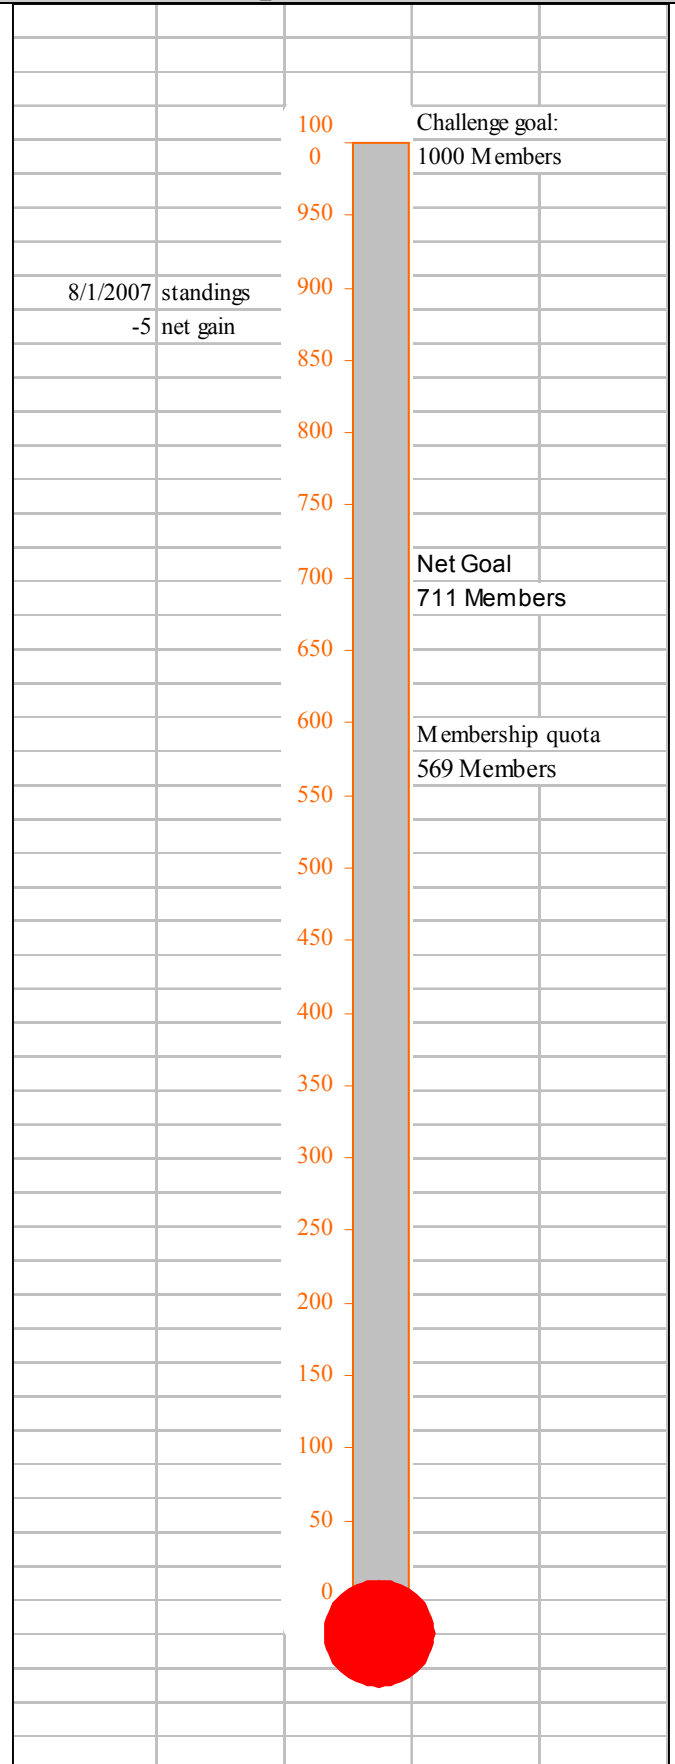 100
0
Challenge goal:
1000 Members
950
900
8/1/2007 standings
-5 net gain
850
800
750
700
Net Goal
711 Members
650
600
Membership quota
569 Members
550
500
450
400
350
300
250
200
150
100
50
0